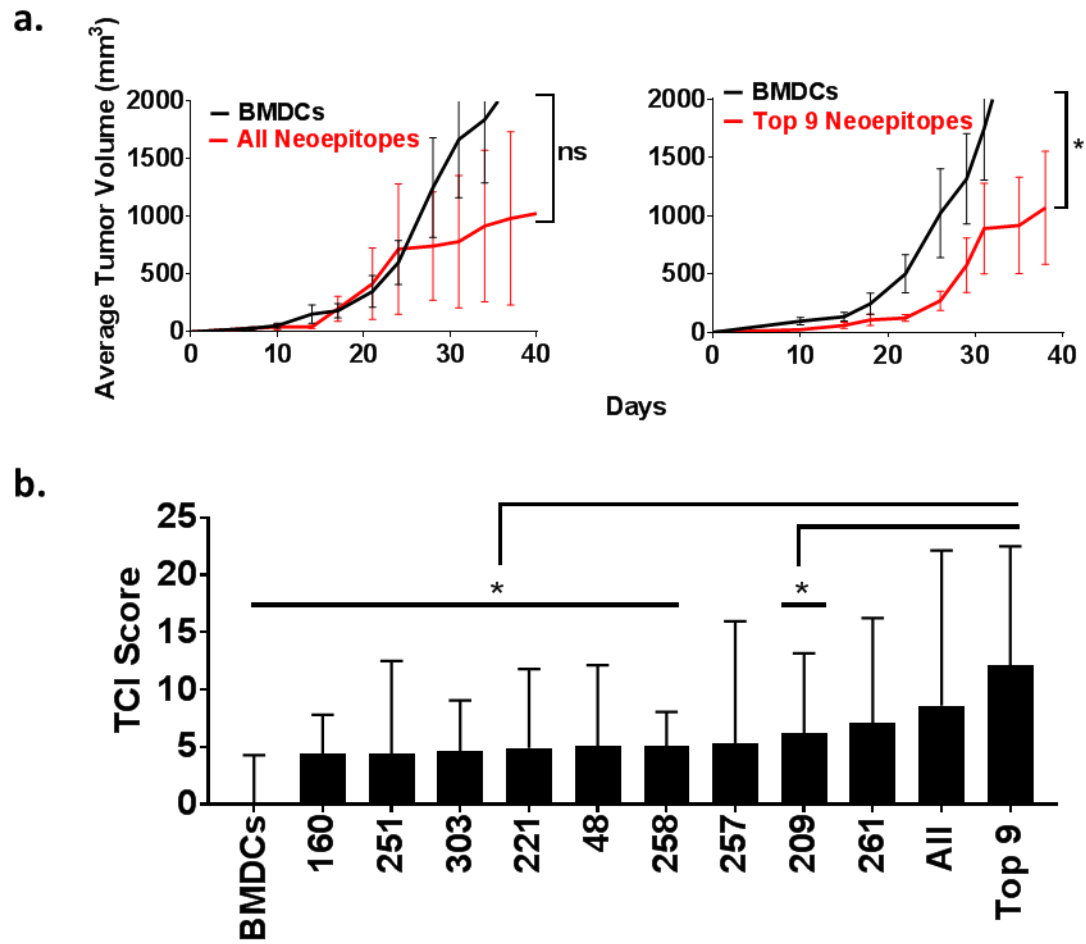 a.
Average Tumor Volume (mm³)
2000
1500
1000
500
0
0 10 20 30 40
BMDCs
All Neoepitopes
ns
2000
1500
1000
500
0
0 10 20 30 40
BMDCs
Top 9 Neoepitopes
*
Days
b.
TCI Score
25
20
15
10
5
0
* *
BMDCs 160 251 303 221 48 258 257 209 261 All Top 9